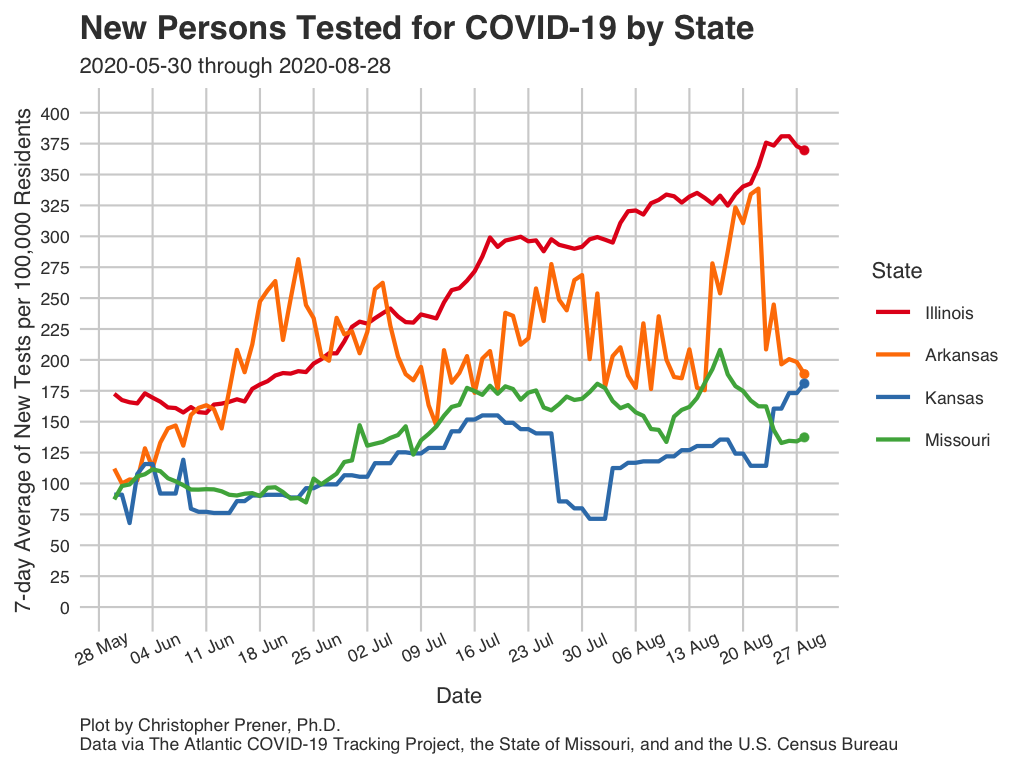 New Persons Tested for COVID-19 by State
2020-05-30 through 2020-08-28
7-day Average of New Tests per 100,000 Residents
400
375
350
325
300
275
250
225
200
175
150
125
100
75
50
25
0
28 May
04 Jun
11 Jun
18 Jun
25 Jun
02 Jul
09 Jul
16 Jul
23 Jul
30 Jul
06 Aug
13 Aug
20 Aug
27 Aug
Date
State
Illinois
Arkansas
Kansas
Missouri
Plot by Christopher Prener, Ph.D.
Data via The Atlantic COVID-19 Tracking Project, the State of Missouri, and and the U.S. Census Bureau